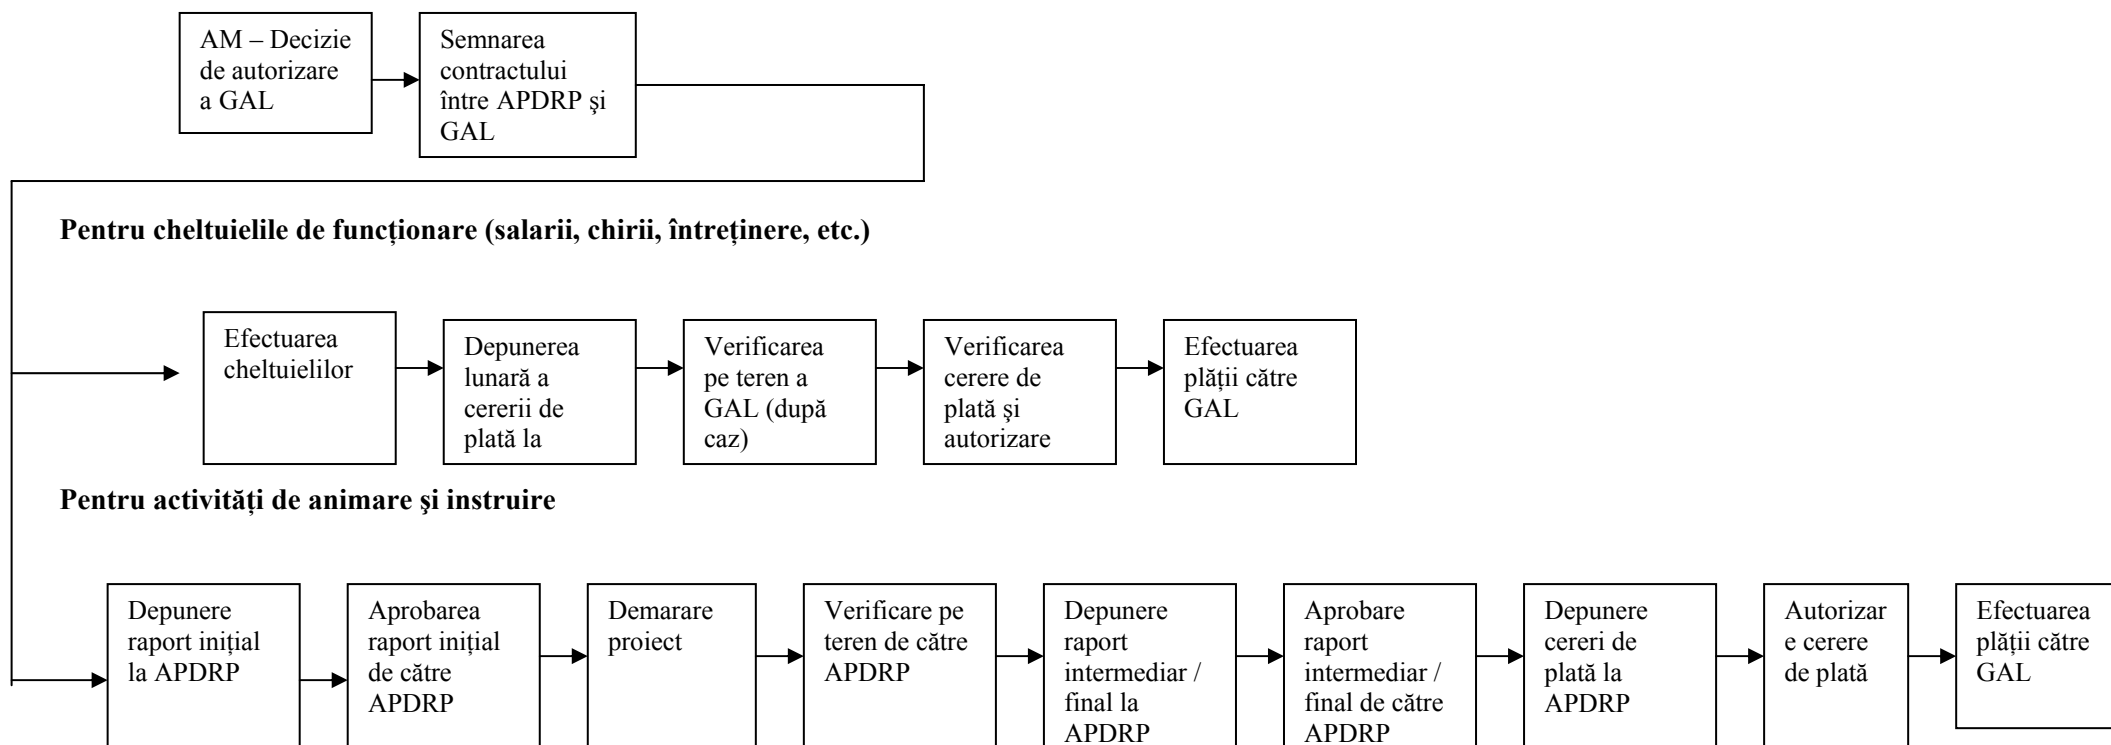 AM – Decizie
de autorizare
a GAL
Semnarea
contractului
între APDRP şi
GAL
Pentru cheltuielile de funcționare (salarii, chirii, întreținere, etc.)
Efectuarea
cheltuielilor
Depunerea
lunară a
cererii de
plată la
Verificarea
pe teren a
GAL (după
caz)
Verificarea
cerere de
plată şi
autorizare
Efectuarea
plății către
GAL
Pentru activități de animare şi instruire
Depunere
raport inițial
la APDRP
Aprobarea
raport inițial
de către
APDRP
Demarare
proiect
Verificare pe
teren de către
APDRP
Depunere
raport
intermediar /
final la
APDRP
Aprobare
raport
intermediar /
final de către
APDRP
Depunere
cereri de
plată la
APDRP
Autorizar
e cerere
de plată
Efectuarea
plății către
GAL